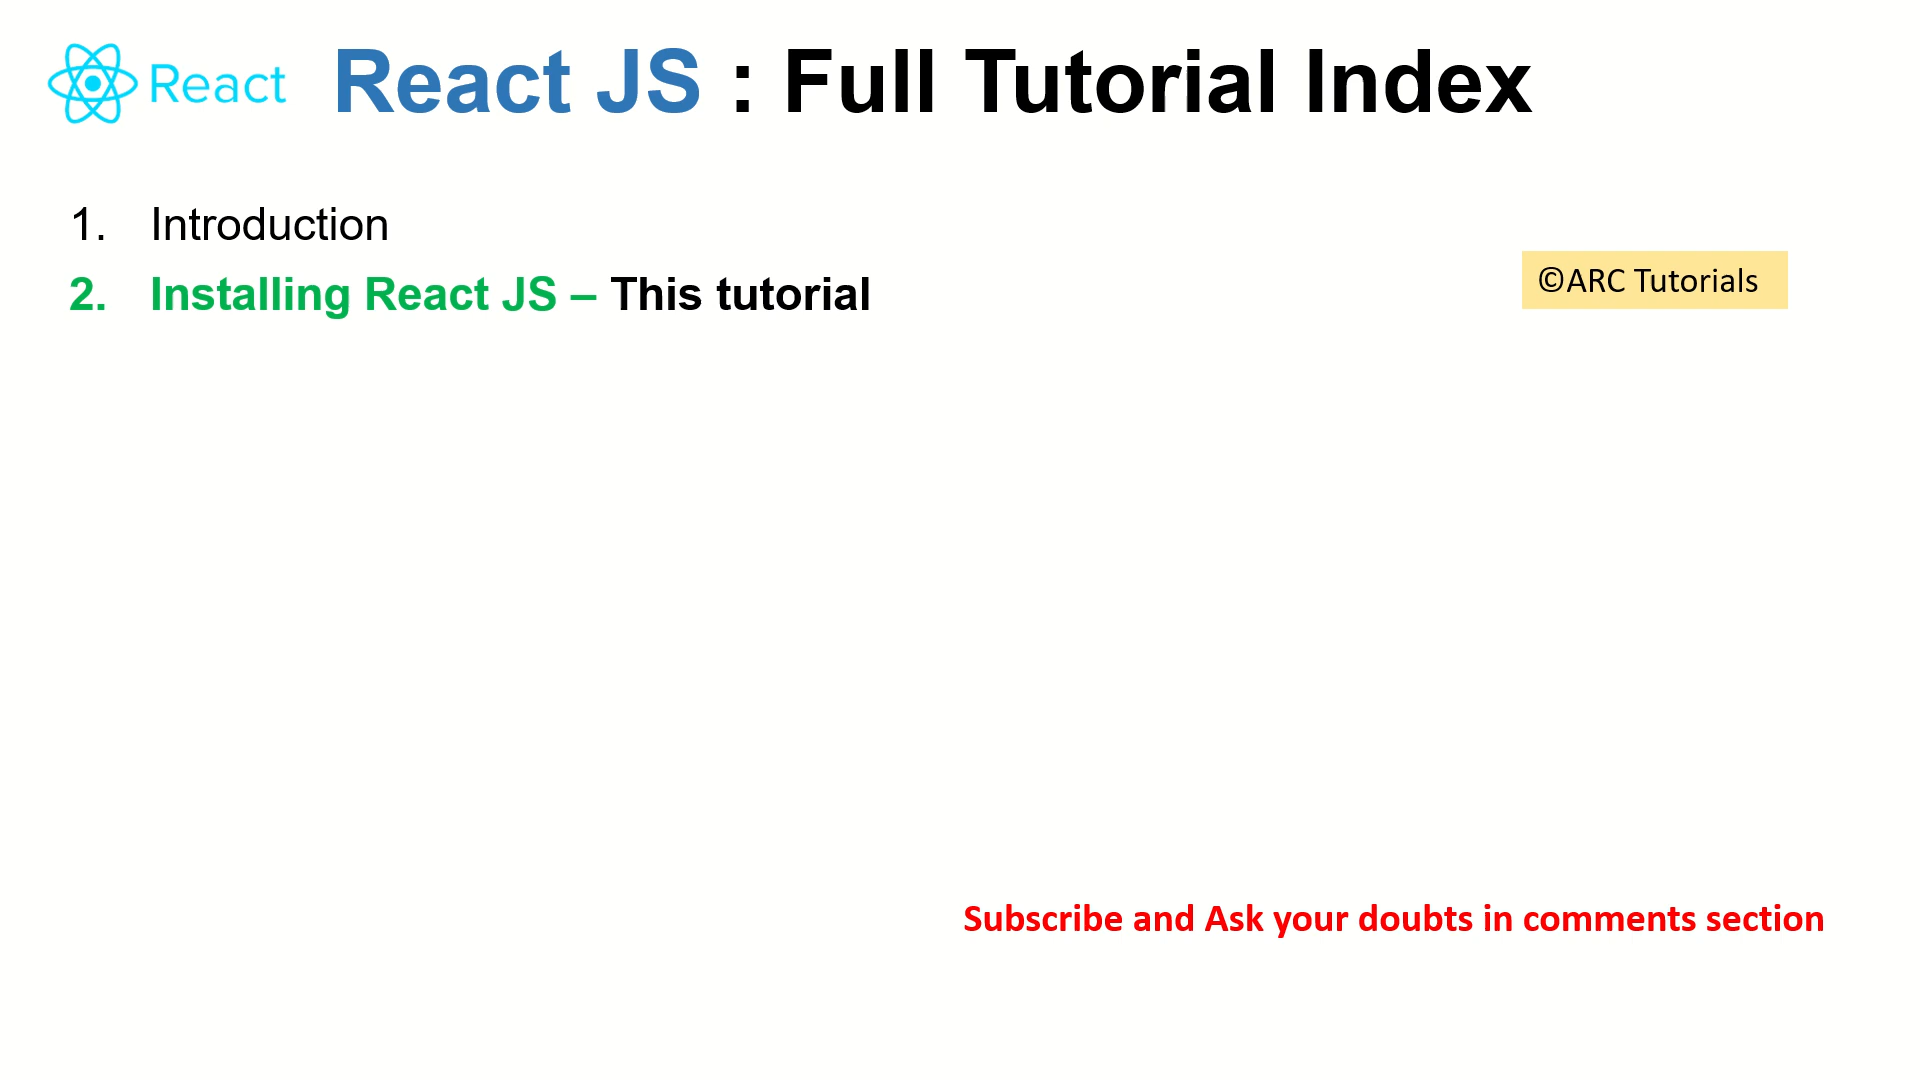 React
React JS : Full Tutorial Index
1. Introduction
2. Installing React JS – This tutorial
©ARC Tutorials
Subscribe and Ask your doubts in comments section